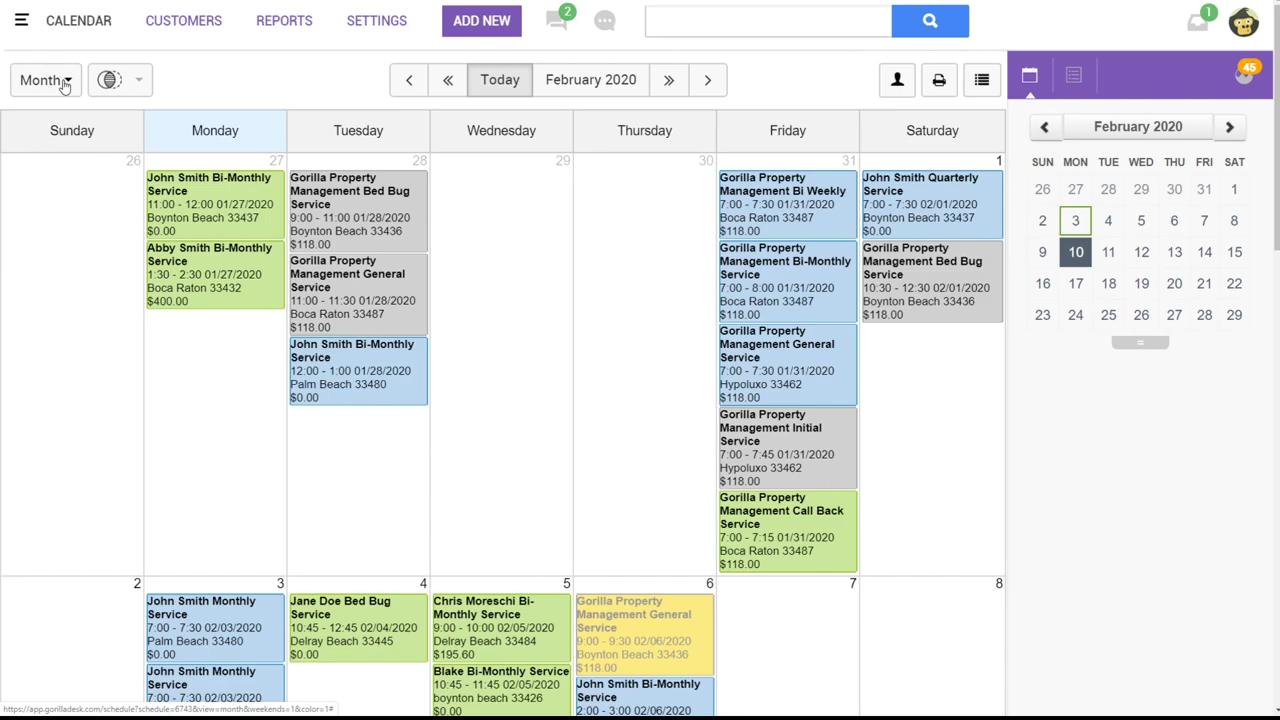 CALENDAR CUSTOMERS REPORTS SETTINGS ADD NEW 2 1
Month Today February 2020 45
Sunday Monday Tuesday Wednesday Thursday Friday Saturday
26 27 28 29 30 31 1
John Smith Bi-Monthly
Service
11:00 - 12:00 01/27/2020
Boynton Beach 33437
$0.00
Abby Smith Bi-Monthly
Service
1:30 - 2:30 01/27/2020
Boca Raton 33432
$400.00
Gorilla Property
Management Bed Bug
Service
9:00 - 11:00 01/28/2020
Boynton Beach 33436
$118.00
Gorilla Property
Management General
Service
11:00 - 11:30 01/28/2020
Boca Raton 33487
$118.00
John Smith Bi-Monthly
Service
12:00 - 1:00 01/28/2020
Palm Beach 33480
$0.00
Gorilla Property
Management Bi Weekly
7:00 - 7:30 01/31/2020
Boca Raton 33487
$118.00
Gorilla Property
Management Bi-Monthly
Service
7:00 - 8:00 01/31/2020
Boca Raton 33487
$118.00
Gorilla Property
Management General
Service
7:00 - 7:30 01/31/2020
Hypoluxo 33462
$118.00
Gorilla Property
Management Initial
Service
7:00 - 7:45 01/31/2020
Hypoluxo 33462
$118.00
Gorilla Property
Management Call Back
Service
7:00 - 7:15 01/31/2020
Boca Raton 33487
$118.00
John Smith Quarterly
Service
7:00 - 7:30 02/01/2020
Boynton Beach 33437
$0.00
Gorilla Property
Management Bed Bug
Service
10:30 - 12:30 02/01/2020
Boynton Beach 33436
$118.00
2 3 4 5 6 7 8
John Smith Monthly
Service
7:00 - 7:30 02/03/2020
Palm Beach 33480
$0.00
John Smith Monthly
Service
7:00 - 7:30 02/03/2020
Jane Doe Bed Bug
Service
10:45 - 12:45 02/04/2020
Delray Beach 33445
$0.00
Chris Moreschi Bi-
Monthly Service
9:00 - 10:00 02/05/2020
Delray Beach 33484
$195.60
Blake Bi-Monthly Service
10:45 - 11:45 02/05/2020
boynton beach 33426
$0.00
Gorilla Property
Management General
Service
9:00 - 9:30 02/06/2020
Boynton Beach 33436
$118.00
John Smith Bi-Monthly
Service
2:00 - 3:00 02/06/2020
February 2020
SUN MON TUE WED THU FRI SAT
26 27 28 29 30 31 1
2 3 4 5 6 7 8
9 10 11 12 13 14 15
16 17 18 19 20 21 22
23 24 25 26 27 28 29
https://app.gorilladesk.com/schedule?schedule=6743&view=month&weekends=1&color=1#